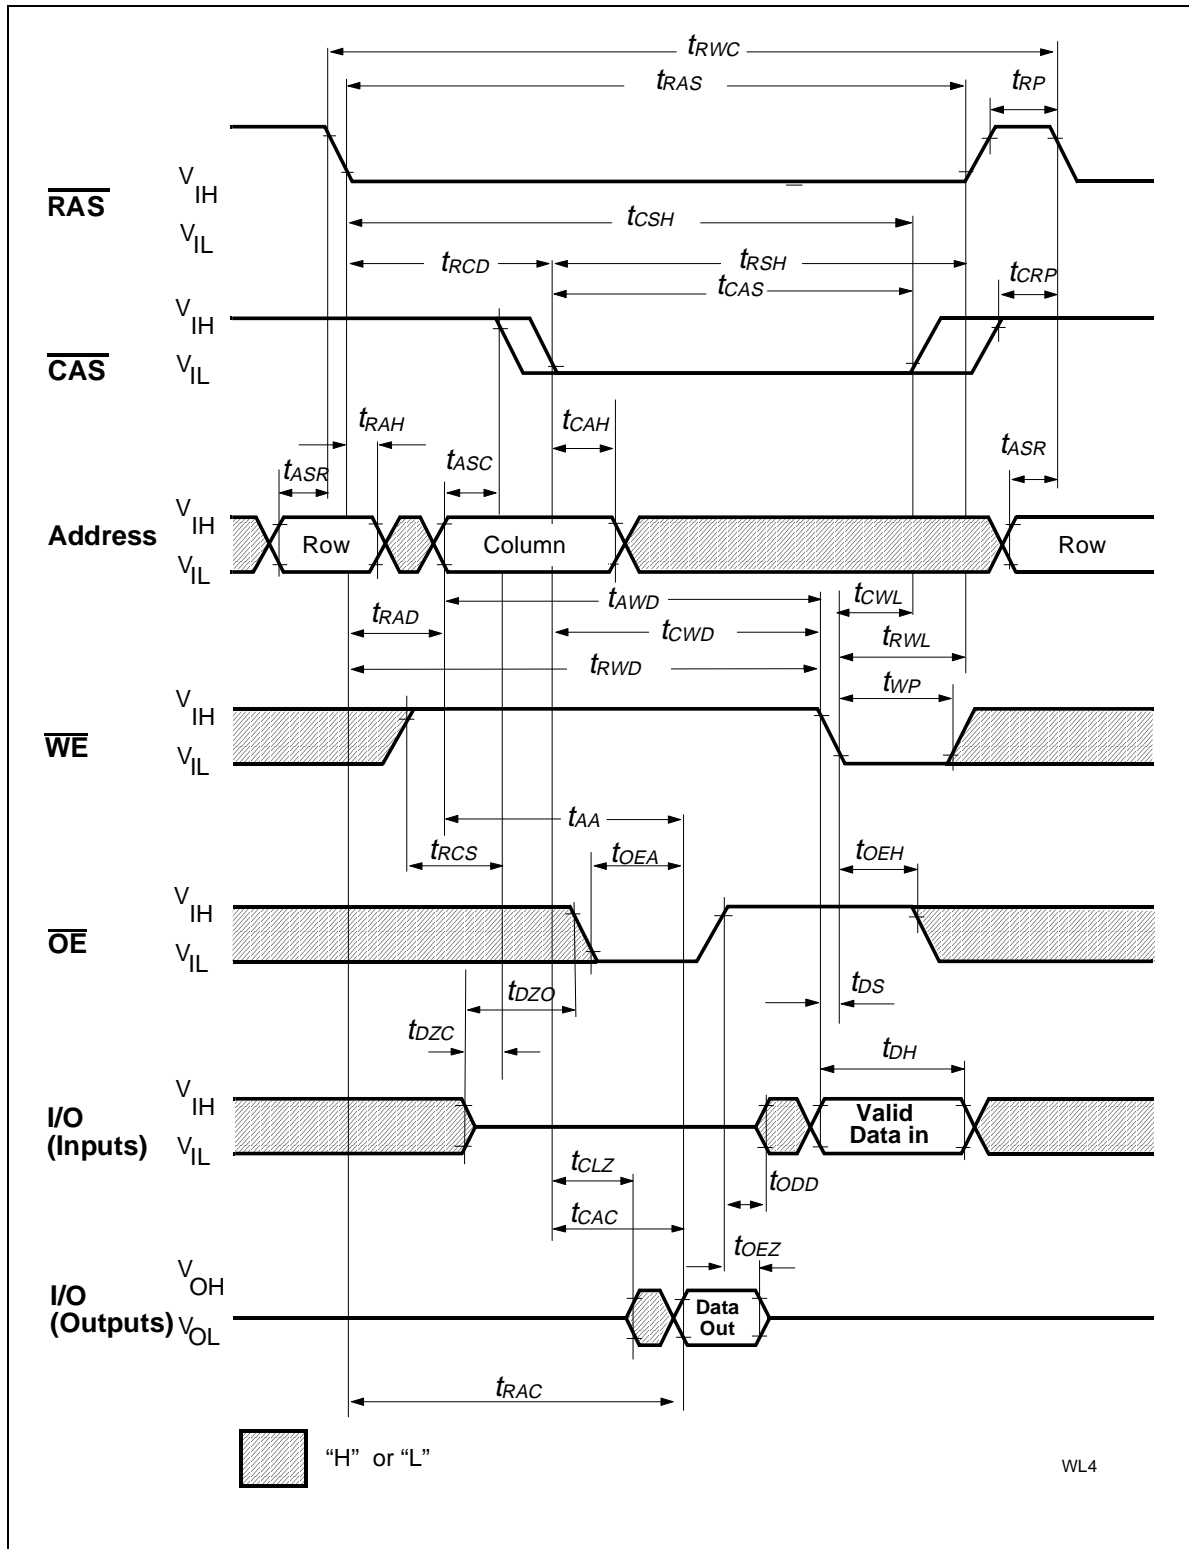 tRWC
tRAS
tRP
VIH
RAS
VIL
tCSH
tRCD
tRSH
tCAS
tCRP
VIH
CAS
VIL
tRAH
tCAH
tASR
tASC
tASR
VIH
Address
Row
Column
Row
VIL
tAWD
tCWL
tRAD
tCWD
tRWL
tRWD
tWP
VIH
WE
VIL
tAA
tRCS
tOEA
tOEH
VIH
OE
VIL
tDZO
tDS
tDZC
tDH
VIH
I/O
(Inputs)
VIL
Valid
Data in
tCLZ
tODD
tCAC
tOEZ
VOH
I/O
(Outputs)
VOL
Data
Out
tRAC
“H” or “L”
WL4